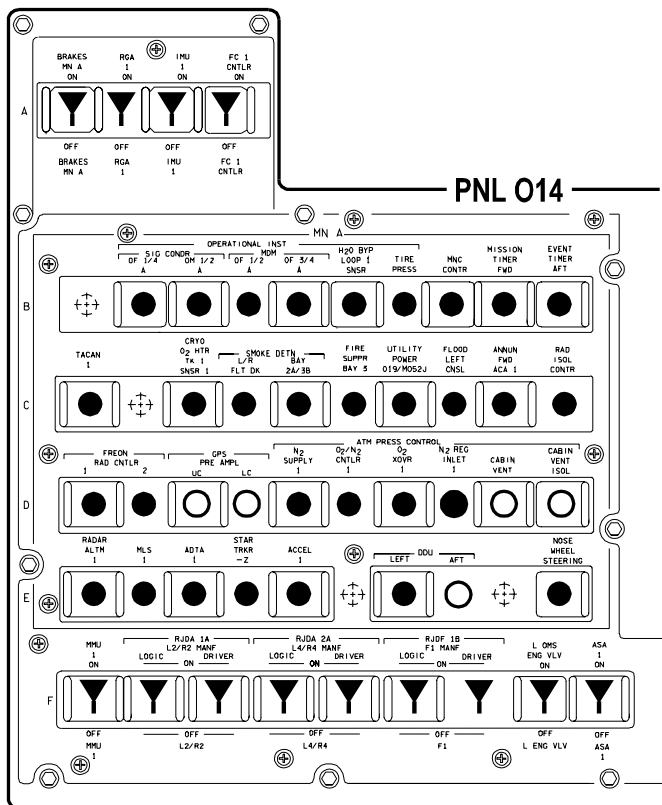 BRAKES RGA IMU FC 1
MN A 1 1 CNTLR
ON ON ON ON
A
OFF OFF OFF OFF
BRAKES RGA IMU FC 1
MN A 1 1 CNTLR
PNL O14
MN A
OPERATIONAL INST
SIG CONDR MDM H2O BYP MISSION EVENT
LOOP 1 TIRE MNC TIMER TIMER
OF 1/4 OM 1/2 OF 1/2 OF 3/4 SNSR PRESS CONTR FWD AFT
A A A A
B
CRYO
TACAN O2 HTR SMOKE DETN FIRE UTILITY FLOOD ANNUN RAD
1 TK 1 L/R BAY SUPPR POWER LEFT FWD ISOL
SNSR 1 FLT DK 2A/3B BAY 3 O19/MO52J CNSL ACA 1 CONTR
C
ATM PRESS CONTROL
FREON GPS N2 O2/N2 O2 N2 REG CABIN
RAD CNTLR PRE AMPL SUPPLY CNTLR XOVR INLET CABIN VENT
1 2 UC LC 1 1 1 1 VENT ISOL
D
RADAR STAR NOSE
ALTM MLS ADTA TRKR ACCEL DDU WHEEL
1 1 1 -Z 1 LEFT AFT STEERING
E
MMU RJDA 1A RJDA 2A RJDF 1B L OMS ASA
1 L2/R2 MANF L4/R4 MANF F1 MANF ENG VLV 1
ON LOGIC DRIVER LOGIC DRIVER LOGIC DRIVER ON ON
ON ON ON
F
OFF OFF OFF OFF OFF OFF
MMU L2/R2 L4/R4 F1 L ENG VLV ASA
1 1